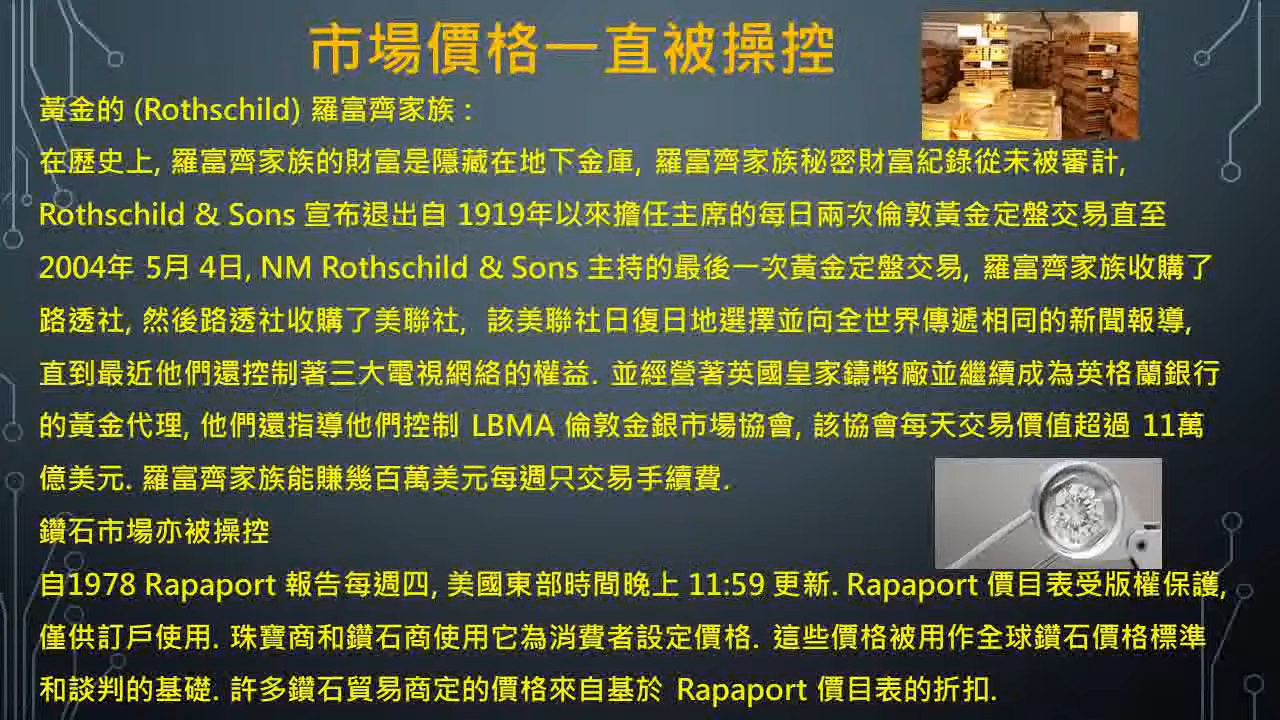 市場價格一直被操控
黃金的 (Rothschild) 羅富齊家族 :
在歷史上, 羅富齊家族的財富是隱藏在地下金庫, 羅富齊家族秘密財富紀錄從未被審計,
Rothschild & Sons 宣布退出自 1919年以來擔任主席的每日兩次倫敦黃金定盤交易直至
2004年 5月 4日, NM Rothschild & Sons 主持的最後一次黃金定盤交易, 羅富齊家族收購了
路透社, 然後路透社收購了美聯社, 該美聯社日復日地選擇並向全世界傳遞相同的新聞報導,
直到最近他們還控制著三大電視網絡的權益. 並經營著英國皇家鑄幣廠並繼續成為英格蘭銀行
的黃金代理, 他們還指導他們控制 LBMA 倫敦金銀市場協會, 該協會每天交易價值超過 11萬
億美元. 羅富齊家族能賺幾百萬美元每週只交易手續費.
鑽石市場亦被操控
自1978 Rapaport 報告每週四, 美國東部時間晚上 11:59 更新. Rapaport 價目表受版權保護,
僅供訂戶使用. 珠寶商和鑽石商使用它為消費者設定價格. 這些價格被用作全球鑽石價格標準
和談判的基礎. 許多鑽石貿易商定的價格來自基於 Rapaport 價目表的折扣.